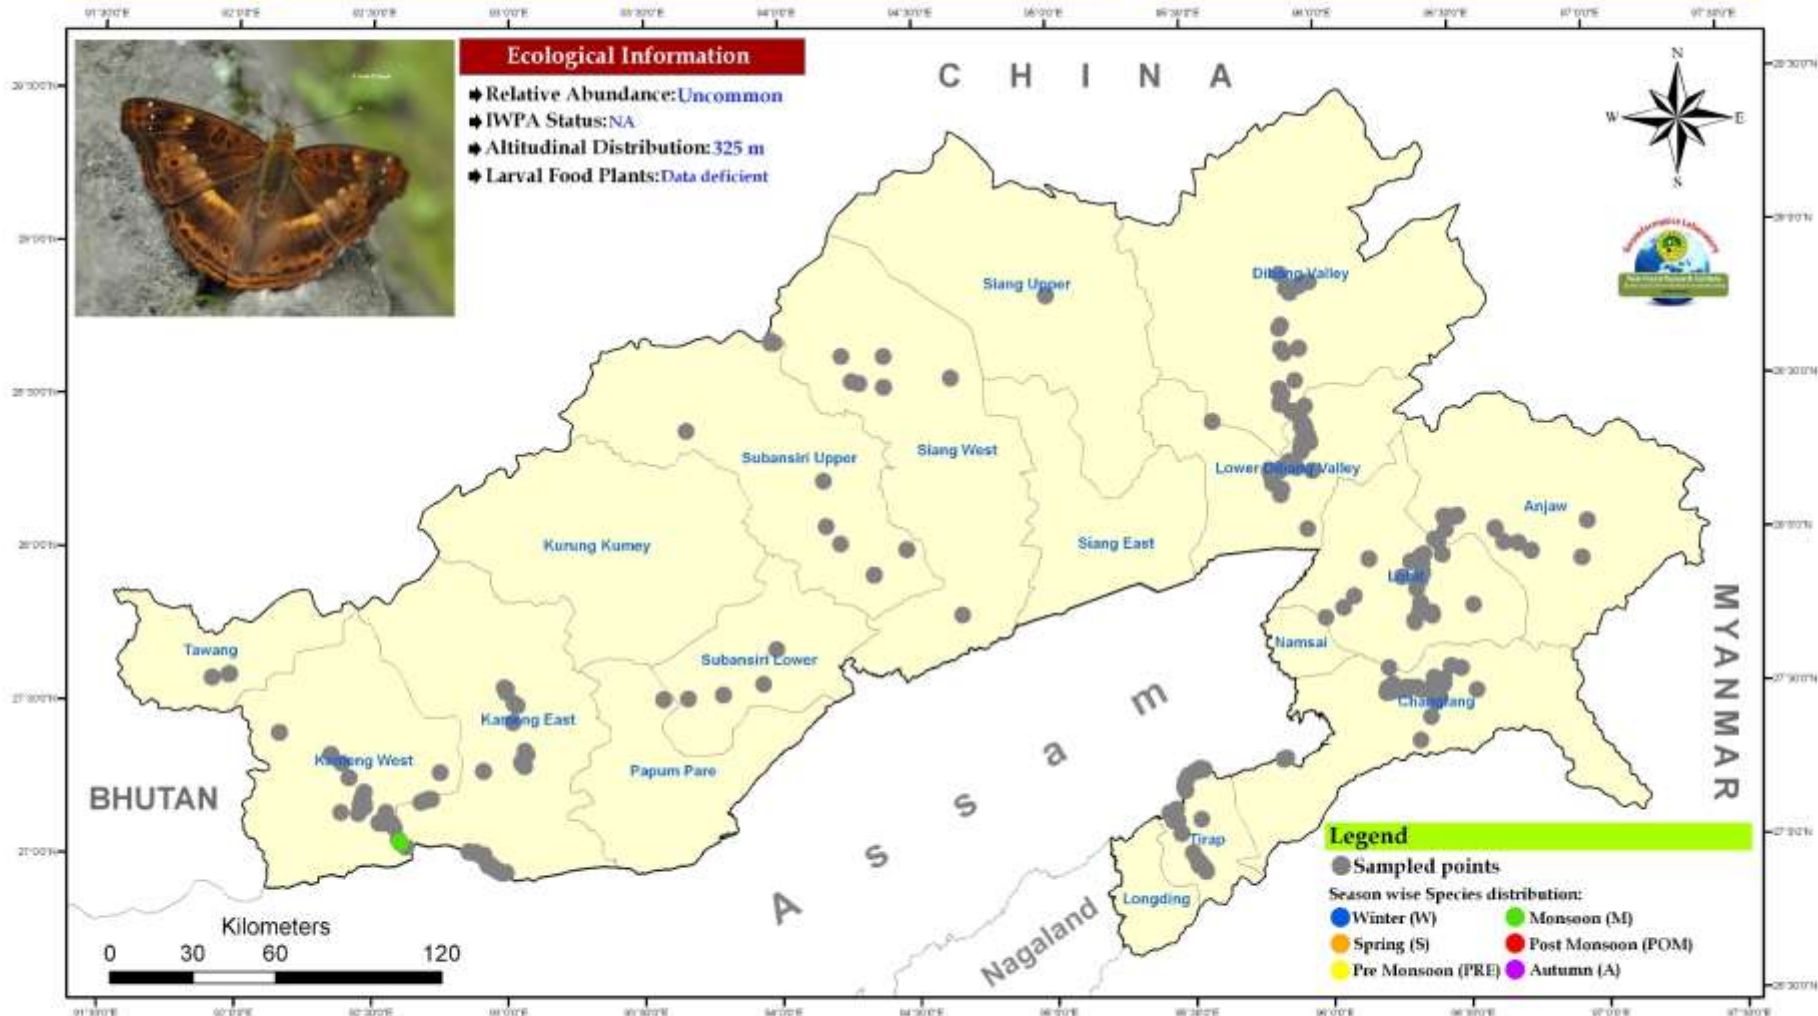 C H I N A
Ecological Information
Relative Abundance: Uncommon
IWPA Status: NA
Altitudinal Distribution: 325 m
Larval Food Plants: Data deficient
N
W E
S
Siang Upper
Dibang Valley
Subansiri Upper
Siang West
Lower Dibang Valley
Anjaw
Kurung Kumey
Siang East
Lohit
Namsai
Tawang
Subansiri Lower
Changlang
Kameng East
Kameng West
Papum Pare
BHUTAN
MYANMAR
A s s a m
Tirap
Longding
Nagaland
Kilometers
0 30 60 120
Legend
Sampled points
Season wise Species distribution:
Winter (W) Monsoon (M)
Spring (S) Post Monsoon (POM)
Pre Monsoon (PRE) Autumn (A)